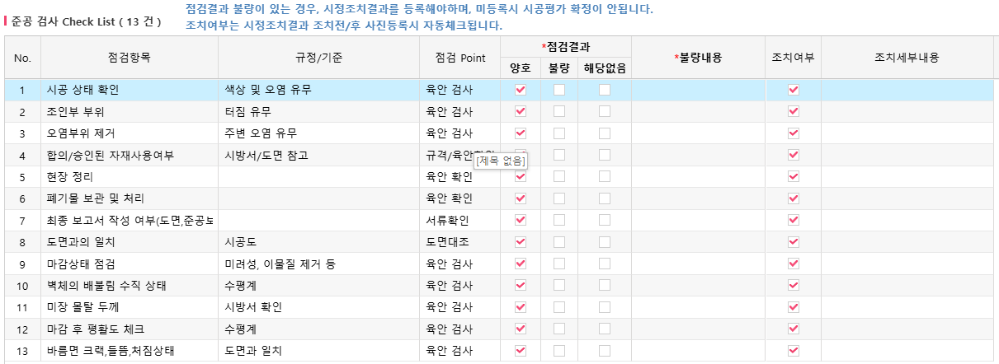 준공 검사 Check List ( 13 건 )
점검결과 불량이 있는 경우, 시정조치결과를 등록해야하며, 미등록시 시공평가 확정이 안됩니다.
조치여부는 시정조치결과 조치전/후 사진등록시 자동체크됩니다.
No. 점검항목 규정/기준 점검 Point *점검결과 *불량내용 조치여부 조치세부내용
양호 불량 해당없음
1 시공 상태 확인 색상 및 오염 유무 육안 검사
2 조인부 부위 터짐 유무 육안 검사
3 오염부위 제거 주변 오염 유무 육안 검사
4 합의/승인된 자재사용여부 시방서/도면 참고 규격/육안
[제목 없음]
5 현장 정리 육안 확인
6 폐기물 보관 및 처리 육안 확인
7 최종 보고서 작성 여부(도면,준공보 서류확인
8 도면과의 일치 시공도 도면대조
9 마감상태 점검 미려성, 이물질 제거 등 육안 검사
10 벽체의 배불림 수직 상태 수평계 육안 검사
11 미장 몰탈 두께 시방서 확인 육안 검사
12 마감 후 평활도 체크 수평계 육안 검사
13 바름면 크랙,들뜸,처짐상태 도면과 일치 육안 검사